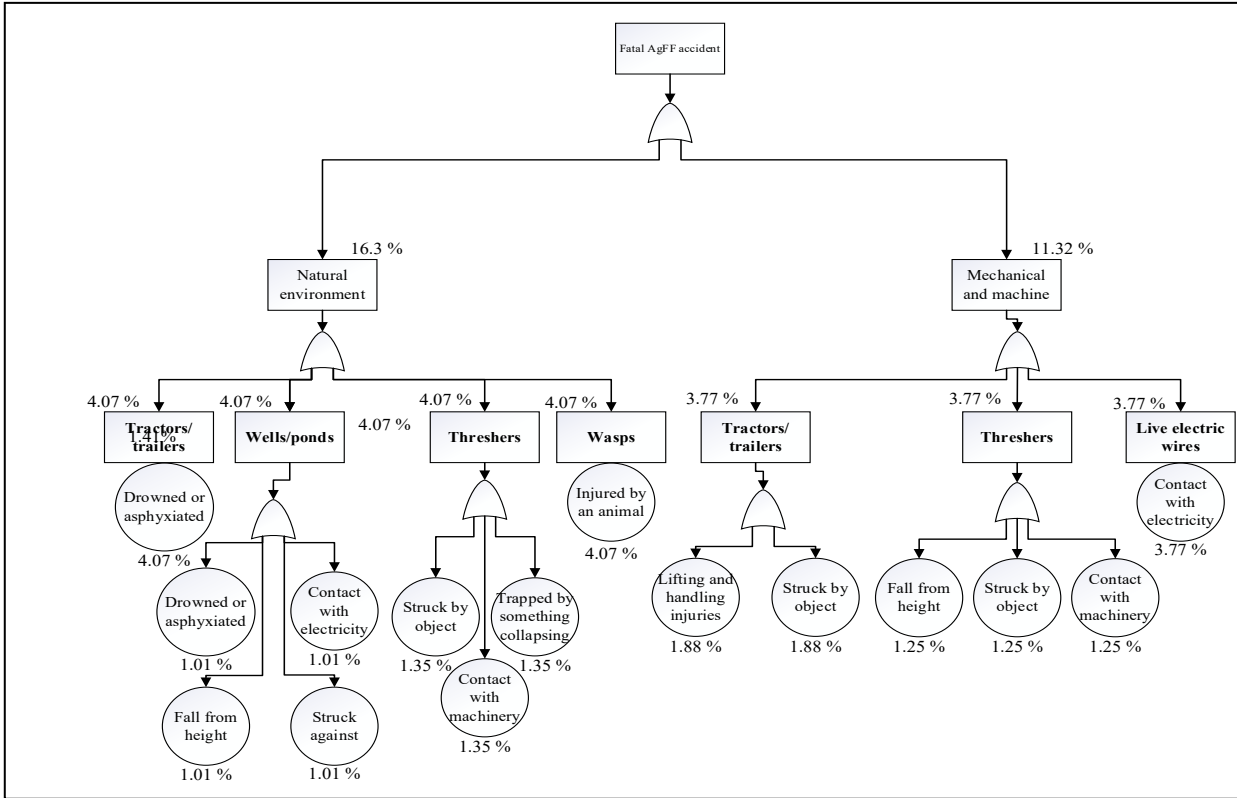 Fatal AgFF accident
16.3 %
11.32 %
Natural
environment
Mechanical
and machine
4.07 %
4.07 %
4.07 %
4.07 %
4.07 %
3.77 %
3.77 %
3.77 %
Tractors/
trailers
1.41%
Wells/ponds
Threshers
Wasps
Tractors/
trailers
Threshers
Live electric
wires
Drowned or
asphyxiated
4.07 %
Injured by
an animal
4.07 %
Contact
with
electricity
3.77 %
Drowned or
asphyxiated
1.01 %
Contact
with
electricity
1.01 %
Struck by
object
1.35 %
Trapped by
something
collapsing
1.35 %
Lifting and
handling
injuries
1.88 %
Struck by
object
1.88 %
Fall from
height
1.25 %
Struck by
object
1.25 %
Contact
with
machinery
1.25 %
Fall from
height
1.01 %
Struck
against
1.01 %
Contact
with
machinery
1.35 %